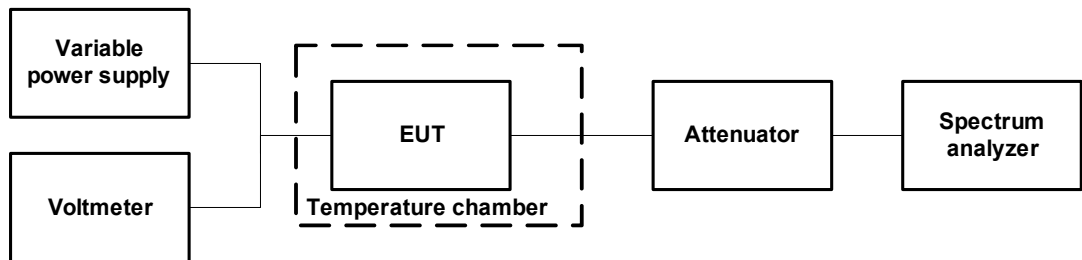 Variable
power supply
Voltmeter
EUT
Temperature chamber
Attenuator
Spectrum
analyzer